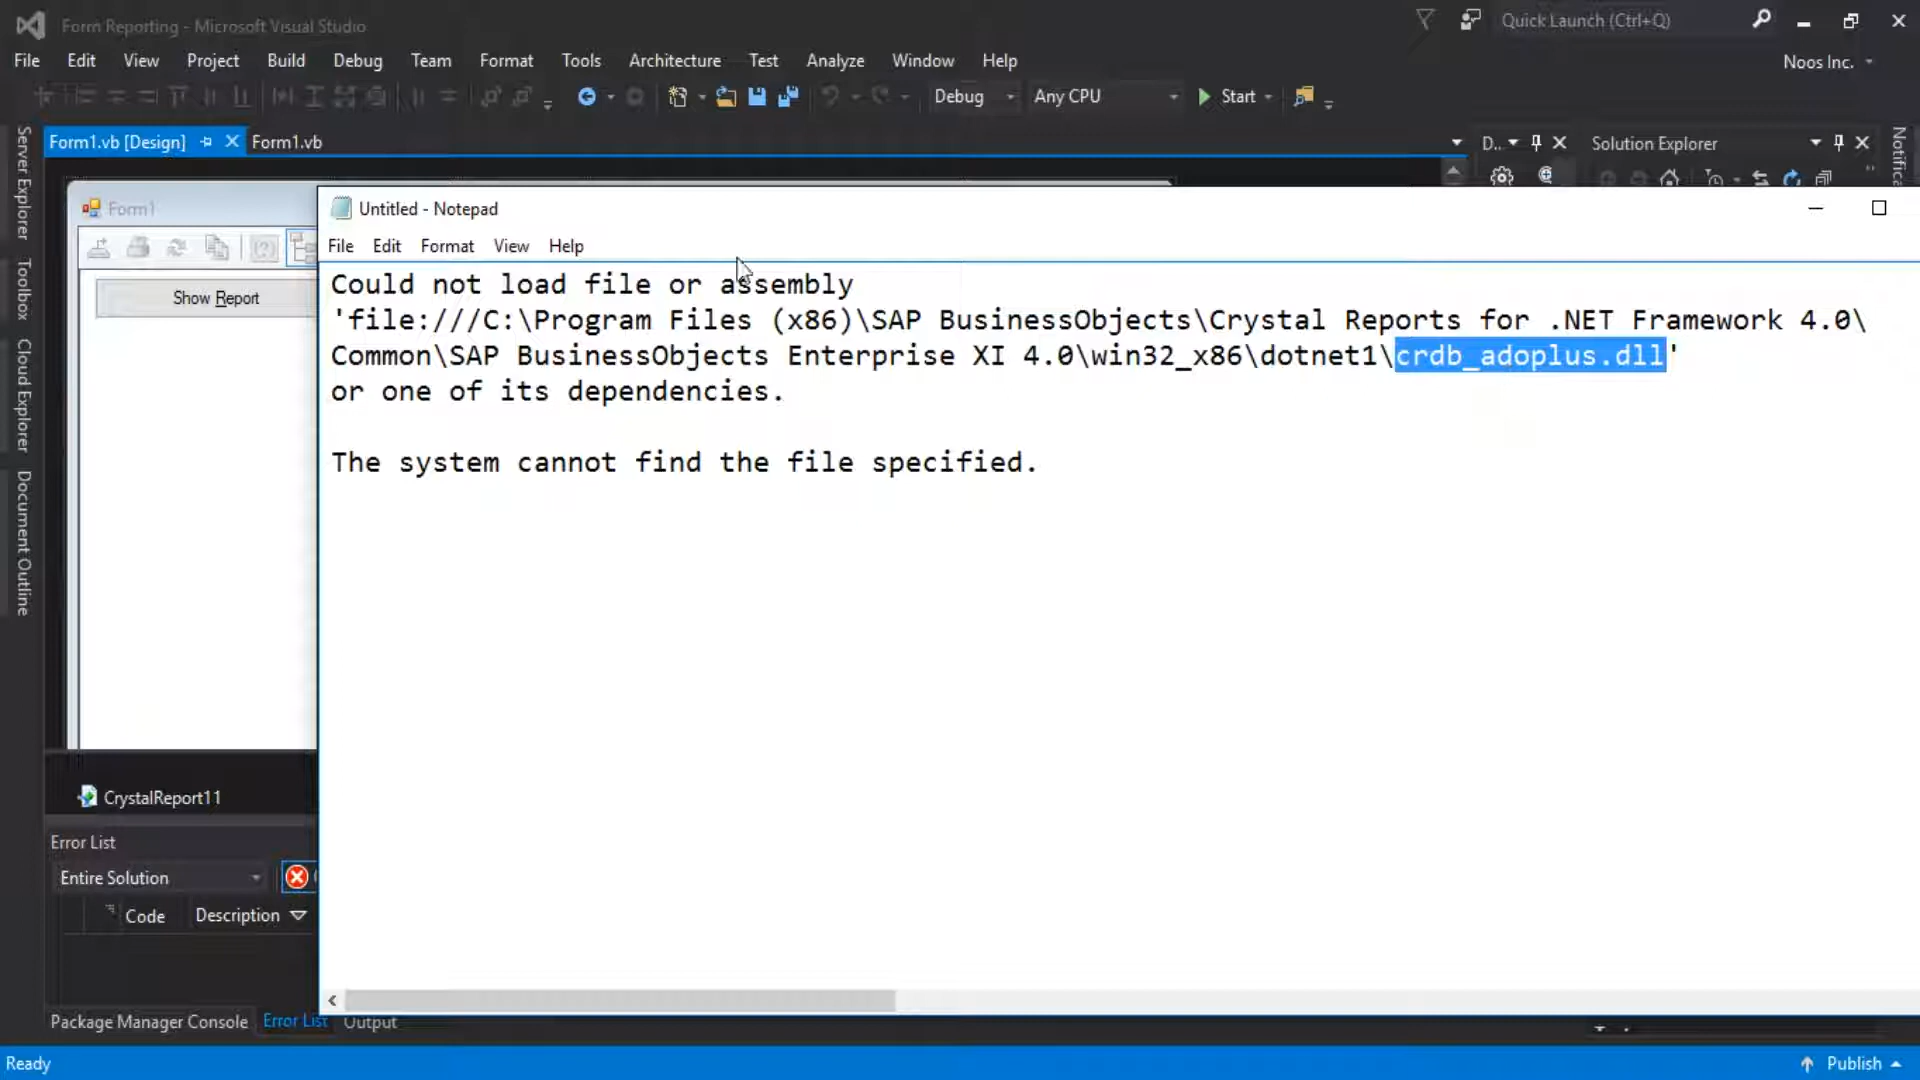 Form Reporting - Microsoft Visual Studio
Quick Launch (Ctrl+Q)
File Edit View Project Build Debug Team Format Tools Architecture Test Analyze Window Help
Noos Inc.
Debug Any CPU Start
Form1.vb [Design] Form1.vb
D..
Solution Explorer
Server Explorer
Toolbox
Cloud Explorer
Document Outline
Form1
Show Report
Untitled - Notepad
File Edit Format View Help
Could not load file or assembly
'file:///C:\Program Files (x86)\SAP BusinessObjects\Crystal Reports for .NET Framework 4.0\
Common\SAP BusinessObjects Enterprise XI 4.0\win32_x86\dotnet1\crdb_adoplus.dll'
or one of its dependencies.
The system cannot find the file specified.
CrystalReport11
Error List
Entire Solution
Code Description
Package Manager Console Error List Output
Ready
Publish